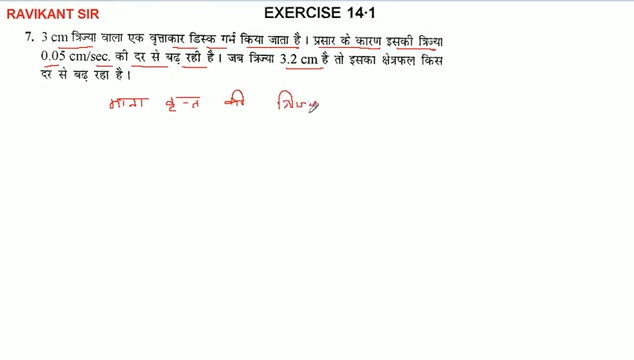 RAVIKANT SIR
EXERCISE 14·1
7. 3 cm त्रिज्या वाला एक वृत्ताकार डिस्क गर्म किया जाता है । प्रसार के कारण इसकी त्रिज्या
0.05 cm/sec. की दर से बढ़ रही है । जब त्रिज्या 3.2 cm है तो इसका क्षेत्रफल किस
दर से बढ़ रहा है ।
माना वृत्त की त्रिज्य